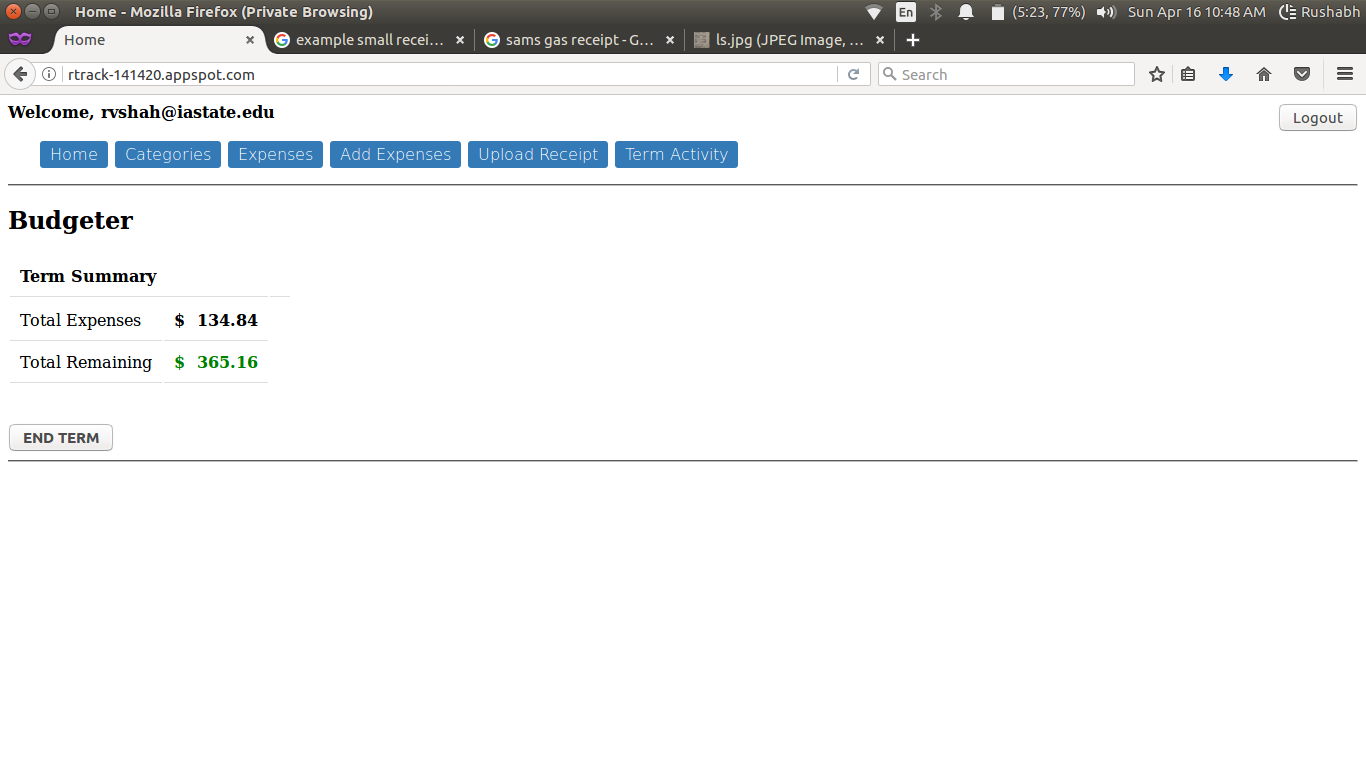 Home - Mozilla Firefox (Private Browsing)
En
(5:23, 77%)
Sun Apr 16 10:48 AM
Rushabh
Home
example small recei...
sams gas receipt - G...
ls.jpg (JPEG Image, ...
rtrack-141420.appspot.com
Search
Welcome, rvshah@iastate.edu
Logout
Home
Categories
Expenses
Add Expenses
Upload Receipt
Term Activity
Budgeter
Term Summary
Total Expenses $ 134.84
Total Remaining $ 365.16
END TERM